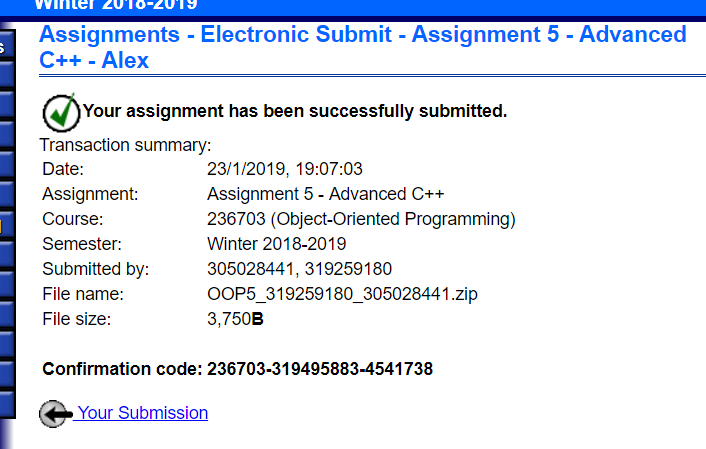 Winter 2018-2019
Assignments - Electronic Submit - Assignment 5 - Advanced
C++ - Alex
Your assignment has been successfully submitted.
Transaction summary:
Date: 23/1/2019, 19:07:03
Assignment: Assignment 5 - Advanced C++
Course: 236703 (Object-Oriented Programming)
Semester: Winter 2018-2019
Submitted by: 305028441, 319259180
File name: OOP5_319259180_305028441.zip
File size: 3,750B
Confirmation code: 236703-319495883-4541738
Your Submission